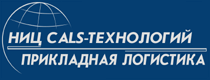 НИЦ CALS-ТЕХНОЛОГИЙ
ПРИКЛАДНАЯ ЛОГИСТИКА